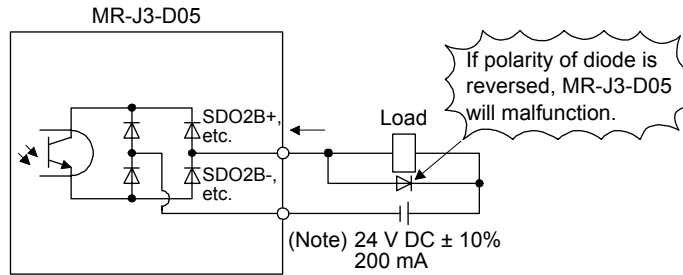 MR-J3-D05
If polarity of diode is
reversed, MR-J3-D05
will malfunction.
SDO2B+,
etc.
Load
SDO2B-,
etc.
(Note) 24 V DC ± 10%
200 mA